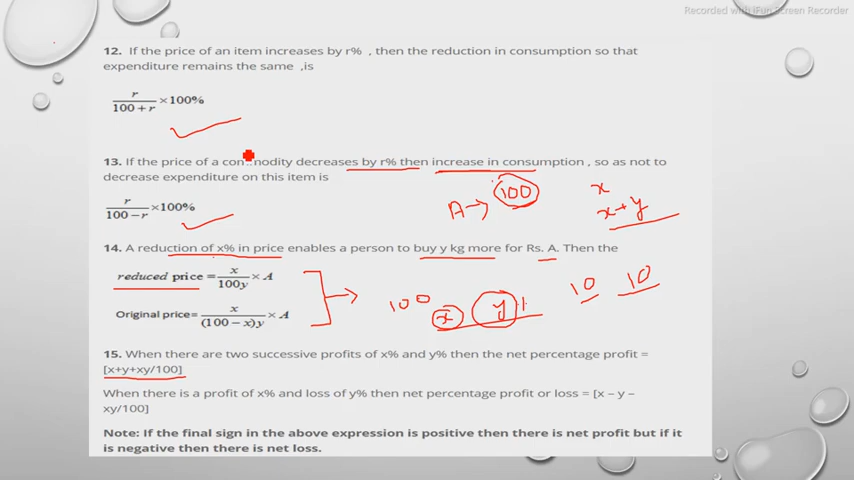 Recorded with iFun Screen Recorder
12. If the price of an item increases by r% , then the reduction in consumption so that
expenditure remains the same ,is
r/(100 + r) ×100%
13. If the price of a commodity decreases by r% then increase in consumption , so as not to
decrease expenditure on this item is
r/(100 − r) ×100%
A → 100
x
x + y
14. A reduction of x% in price enables a person to buy y kg more for Rs. A. Then the
reduced price = x/100y × A
Original price= x/((100 − x)y) × A
100 x y
10 10
15. When there are two successive profits of x% and y% then the net percentage profit =
[x+y+xy/100]
When there is a profit of x% and loss of y% then net percentage profit or loss = [x – y –
xy/100]
Note: If the final sign in the above expression is positive then there is net profit but if it
is negative then there is net loss.